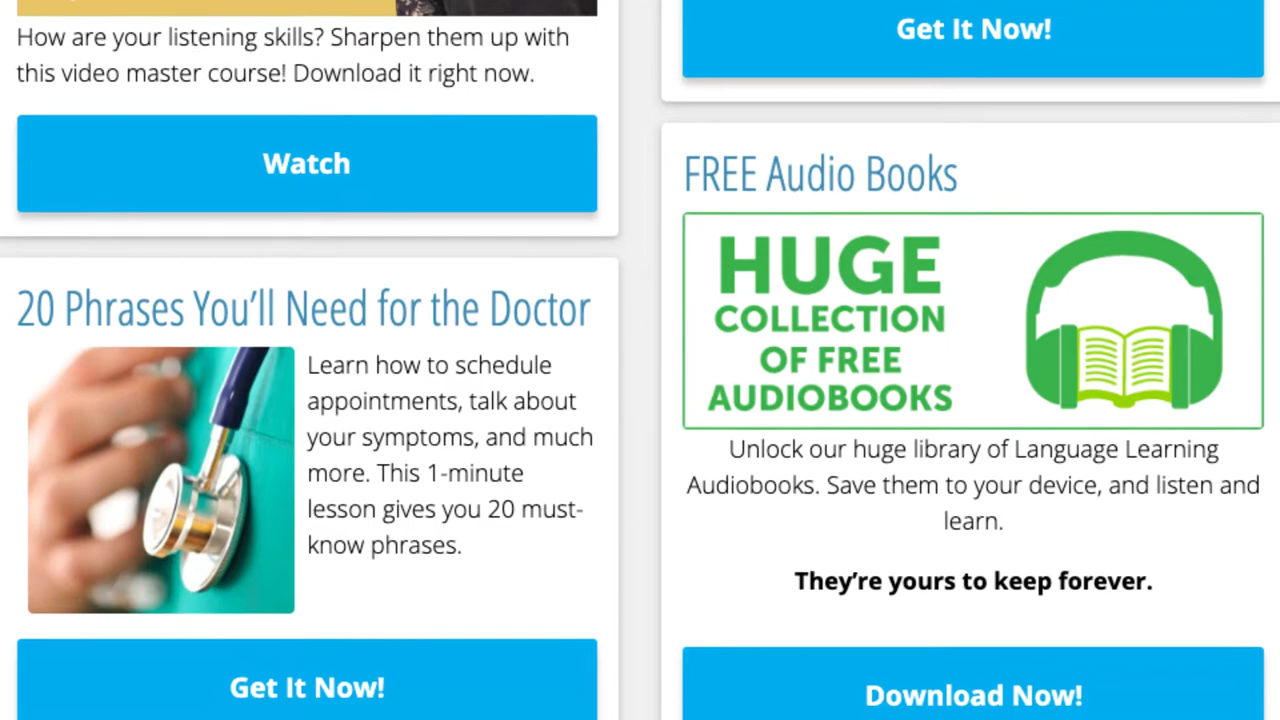 How are your listening skills? Sharpen them up with
this video master course! Download it right now.
Watch
20 Phrases You'll Need for the Doctor
Learn how to schedule
appointments, talk about
your symptoms, and much
more. This 1-minute
lesson gives you 20 must-
know phrases.
Get It Now!
Get It Now!
FREE Audio Books
HUGE
COLLECTION
OF FREE
AUDIOBOOKS
Unlock our huge library of Language Learning
Audiobooks. Save them to your device, and listen and
learn.
They're yours to keep forever.
Download Now!